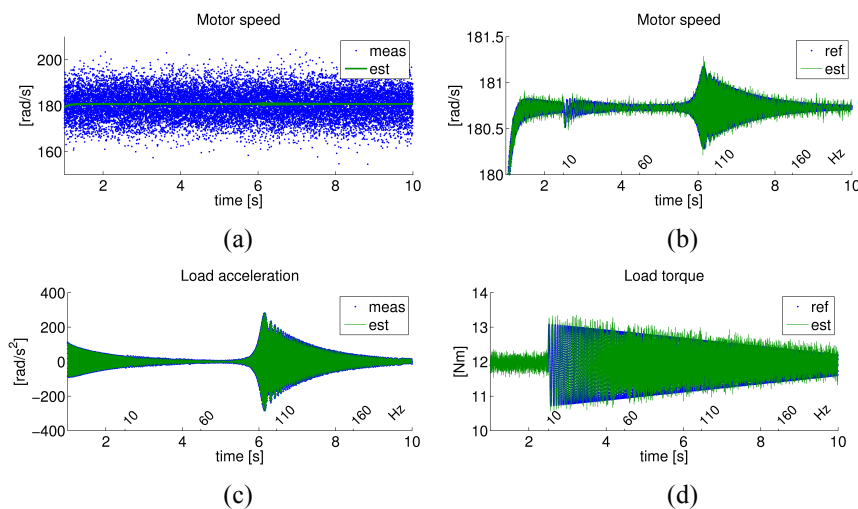 Motor speed
200
180
160
[rad/s]
meas
est
2
4
6
8
10
time [s]
(a)
Motor speed
181.5
181
180.5
180
[rad/s]
ref
est
10
60
110
160
Hz
2
4
6
8
10
time [s]
(b)
Load acceleration
400
200
0
−200
−400
[rad/s²]
meas
est
10
60
110
160
Hz
2
4
6
8
10
time [s]
(c)
Load torque
14
13
12
11
10
[Nm]
ref
est
10
60
110
160
Hz
2
4
6
8
10
time [s]
(d)